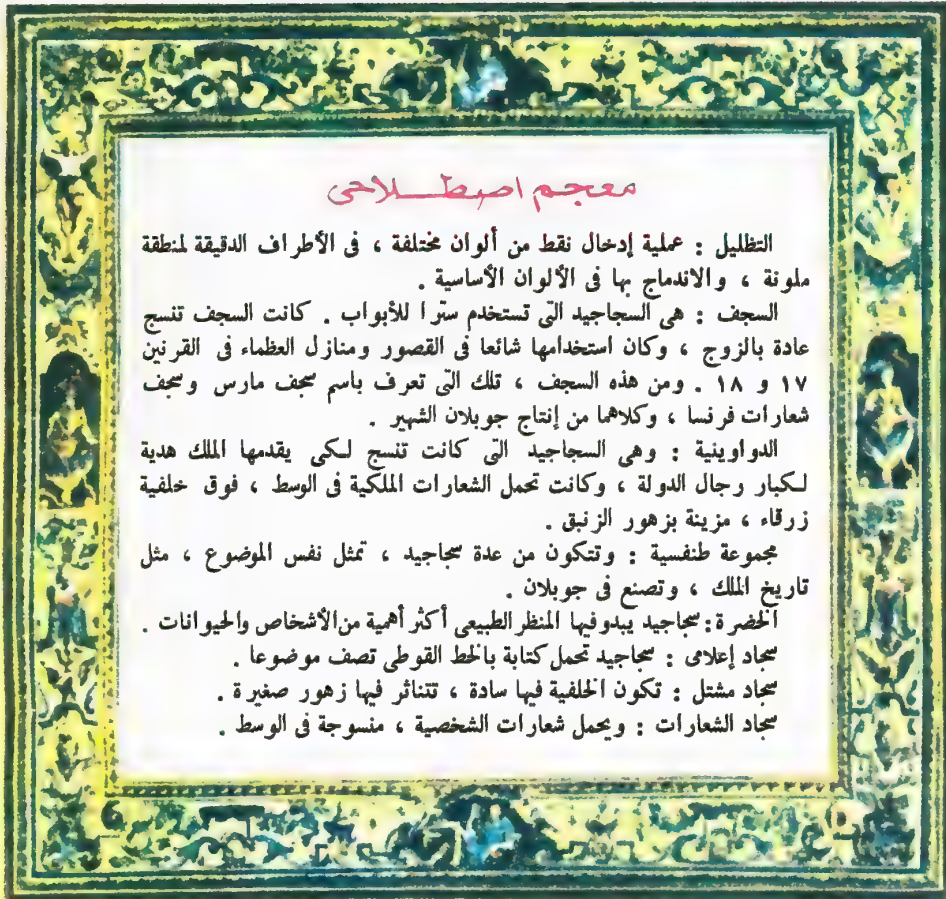 معجم اصطلاحى
التظليل : عملية إدخال نقط من ألوان مختلفة ، فى الأطراف الدقيقة لمنطقة
ملونة ، والاندماج بها فى الألوان الأساسية .
السجف : هى السجاجيد التى تستخدم سترا للأبواب . كانت السجف تنسج
عادة بالزوج ، وكان استخدامها شائعا فى القصور ومنازل العظماء فى القرنين
١٧ و ١٨ . ومن هذه السجف ، تلك التى تعرف باسم سجف مارس وسجف
شعارات فرنسا ، وكلاهما من إنتاج جوبلان الشهير .
الدواوينية : وهى السجاجيد التى كانت تنسج لكى يقدمها الملك هدية
لكبار رجال الدولة ، وكانت تحمل الشعارات الملكية فى الوسط ، فوق خلفية
زرقاء ، مزينة بزهور الزنبق .
مجموعة طنفسية : وتتكون من عدة سجاجيد ، تمثل نفس الموضوع ، مثل
تاريخ الملك ، وتصنع فى جوبلان .
الخضرة : سجاجيد يبدو فيها المنظر الطبيعى أكثر أهمية من الأشخاص والحيوانات .
سجاد إعلامى : سجاجيد تحمل كتابة بالخط القوطى تصف موضوعا .
سجاد مشتل : تكون الخلفية فيها سادة ، تتناثر فيها زهور صغيرة .
سجاد الشعارات : ويحمل شعارات الشخصية ، منسوجة فى الوسط .